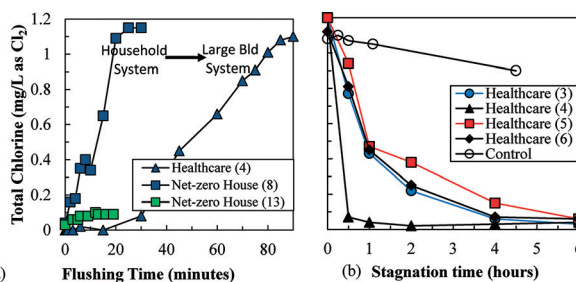 Total Chlorine (mg/L as Cl2)
1.2
1
0.8
0.6
0.4
0.2
0
Household System
Large Bld System
Healthcare (4)
Net-zero House (8)
Net-zero House (13)
0 20 40 60 80
Flushing Time (minutes)
Healthcare (3)
Healthcare (4)
Healthcare (5)
Healthcare (6)
Control
0 1 2 3 4 5 6
(b) Stagnation time (hours)